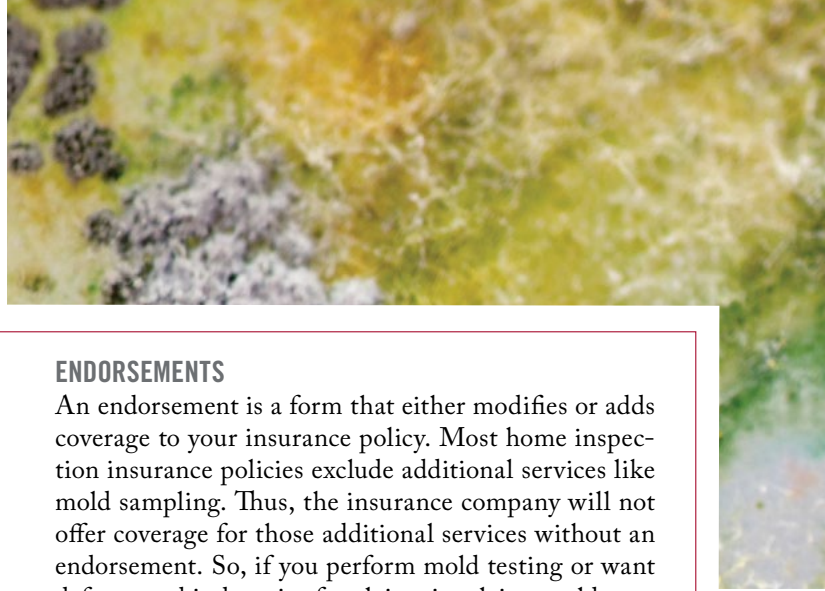 ENDORSEMENTS
An endorsement is a form that either modifies or adds
coverage to your insurance policy. Most home inspec-
tion insurance policies exclude additional services like
mold sampling. Thus, the insurance company will not
offer coverage for those additional services without an
endorsement. So, if you perform mold testing or want